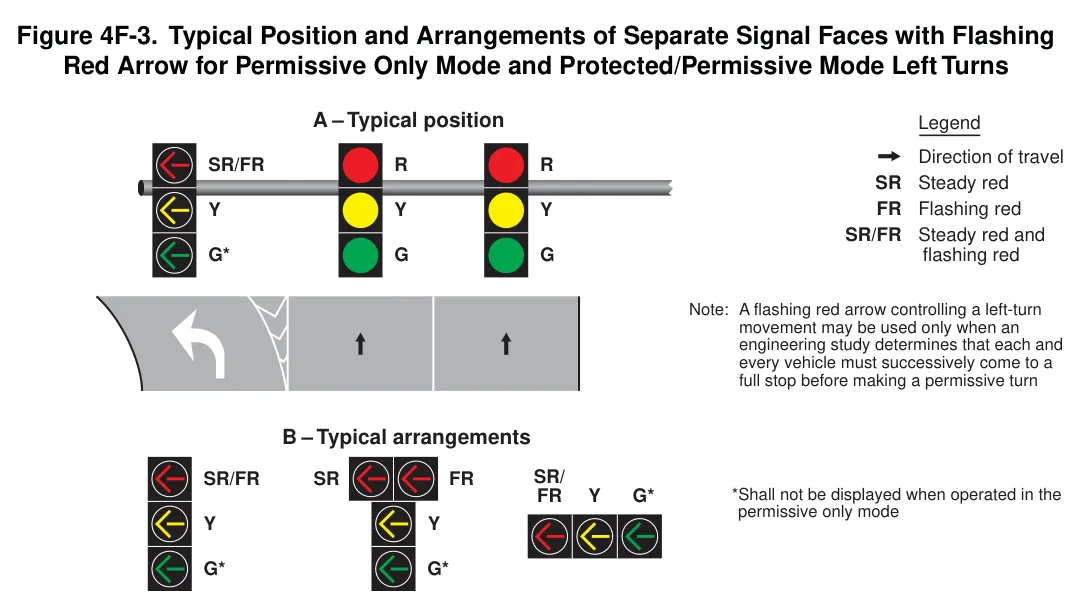 Figure 4F-3. Typical Position and Arrangements of Separate Signal Faces with Flashing
Red Arrow for Permissive Only Mode and Protected/Permissive Mode Left Turns
A – Typical position
SR/FR
Y
G*
R
Y
G
R
Y
G
Legend
Direction of travel
SR Steady red
FR Flashing red
SR/FR Steady red and
flashing red
Note: A flashing red arrow controlling a left-turn
movement may be used only when an
engineering study determines that each and
every vehicle must successively come to a
full stop before making a permissive turn
B – Typical arrangements
SR/FR
Y
G*
SR FR
Y
G*
SR/
FR Y G*
*Shall not be displayed when operated in the
permissive only mode